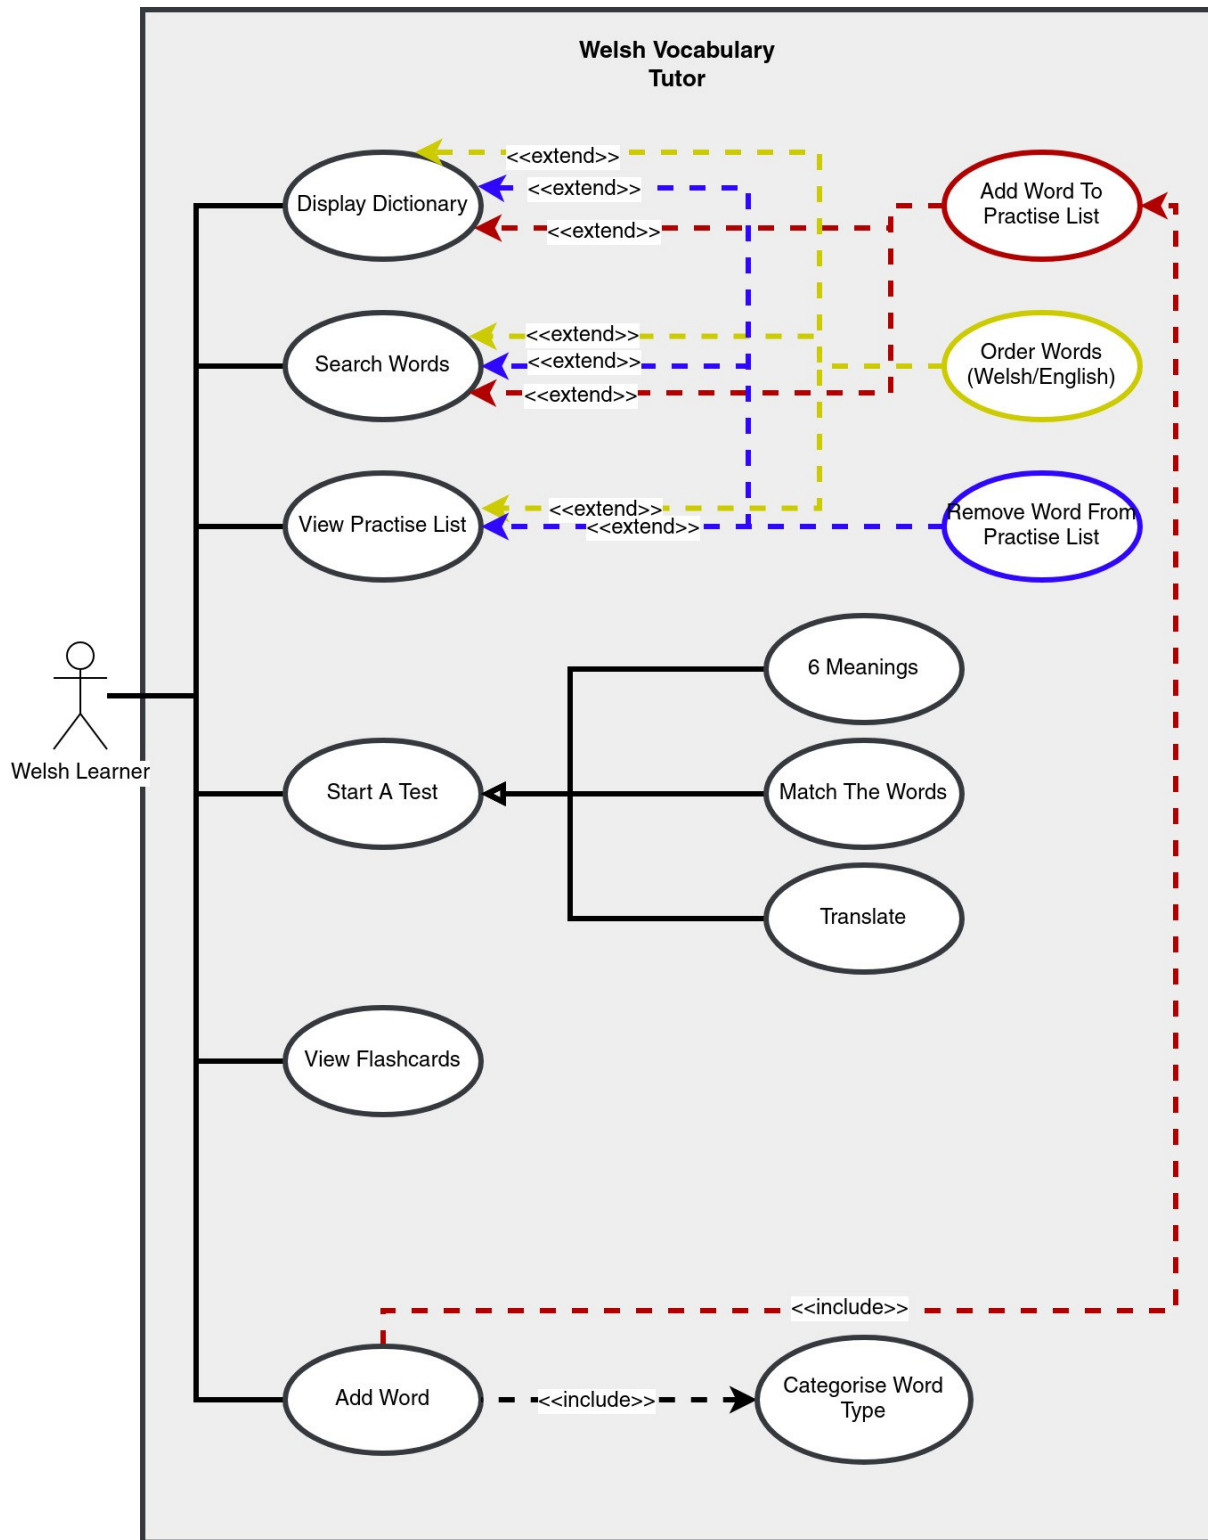 Welsh Vocabulary
Tutor
<<extend>>
Display Dictionary
<<extend>>
<<extend>>
Add Word To
Practise List
Search Words
<<extend>>
<<extend>>
<<extend>>
Order Words
(Welsh/English)
View Practise List
<<extend>>
<<extend>>
Remove Word From
Practise List
6 Meanings
Welsh Learner
Start A Test
Match The Words
Translate
View Flashcards
<<include>>
Add Word
<<include>>
Categorise Word
Type